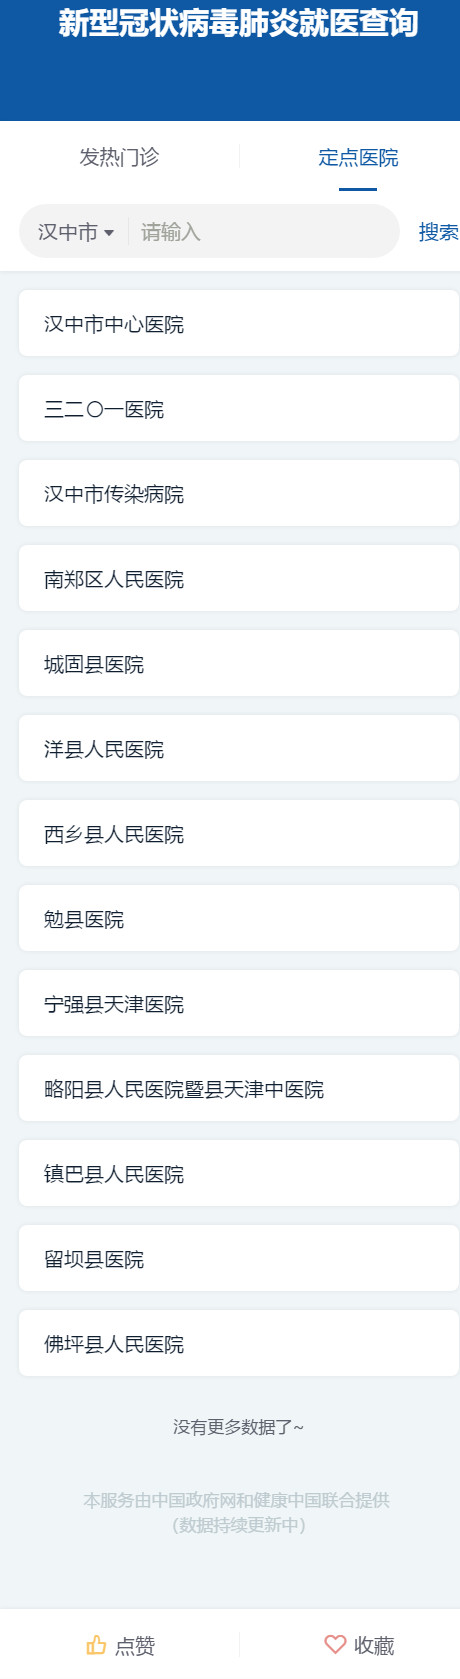 新型冠状病毒肺炎就医查询
发热门诊
定点医院
汉中市 请输入 搜索
汉中市中心医院
三二〇一医院
汉中市传染病院
南郑区人民医院
城固县医院
洋县人民医院
西乡县人民医院
勉县医院
宁强县天津医院
略阳县人民医院暨县天津中医院
镇巴县人民医院
留坝县医院
佛坪县人民医院
没有更多数据了~
本服务由中国政府网和健康中国联合提供
（数据持续更新中）
点赞 收藏